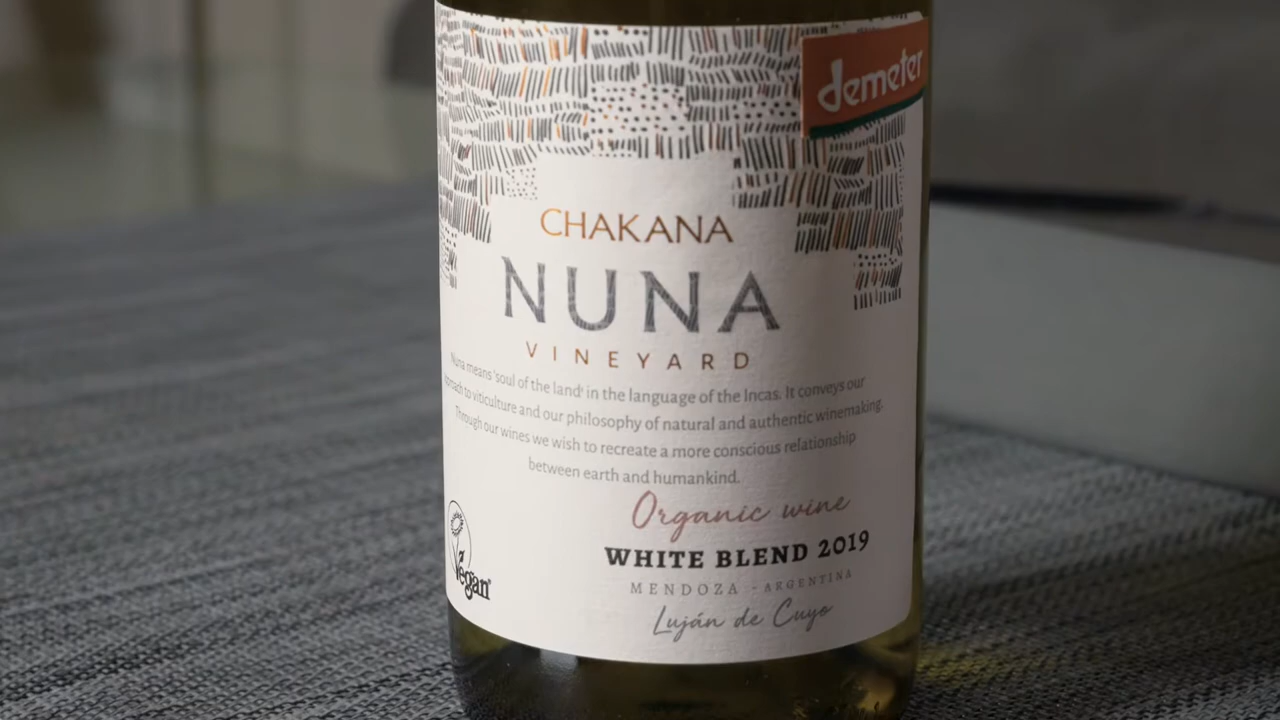 demeter
CHAKANA
NUNA
VINEYARD
Nuna means 'soul of the land' in the language of the Incas. It conveys our
to viticulture and our philosophy of natural and authentic winemaking.
Through our wines we wish to recreate a more conscious relationship
between earth and humankind.
Organic wine
WHITE BLEND 2019
MENDOZA - ARGENTINA
Luján de Cuyo
Vegan